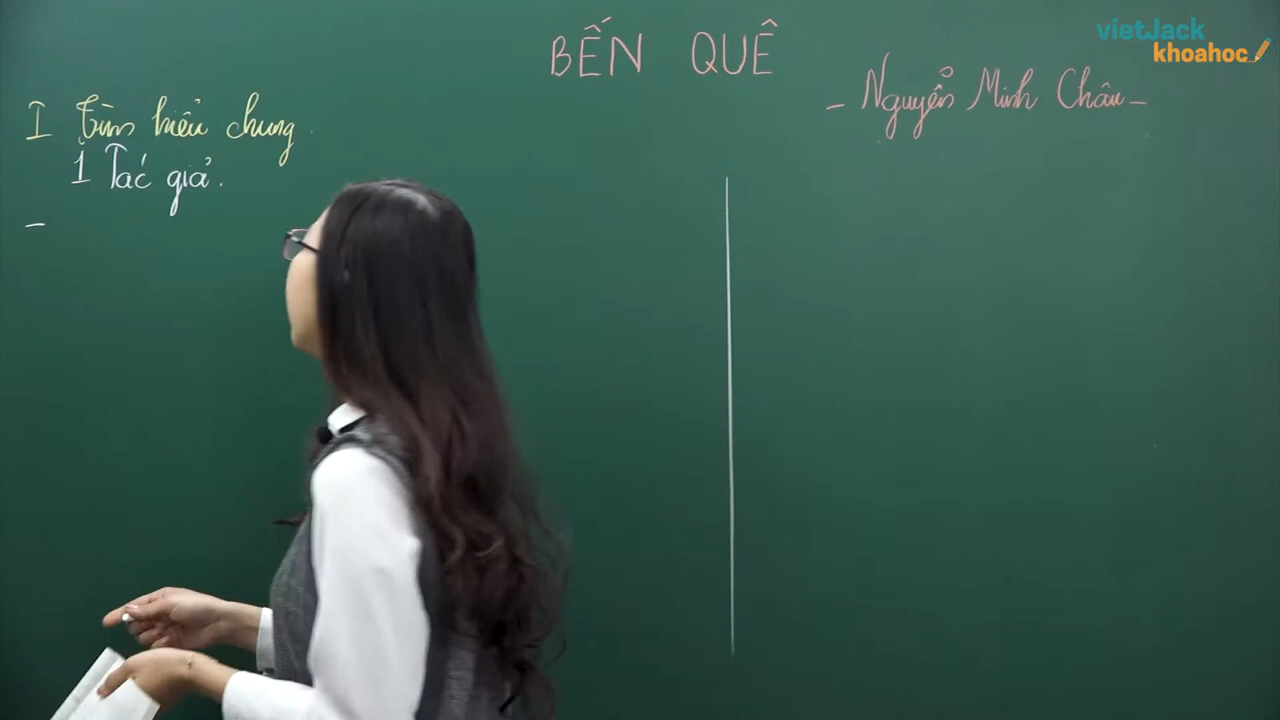 BẾN QUÊ
- Nguyễn Minh Châu -
I Tìm hiểu chung.
1 Tác giả.
-
vietJack
khoahoc